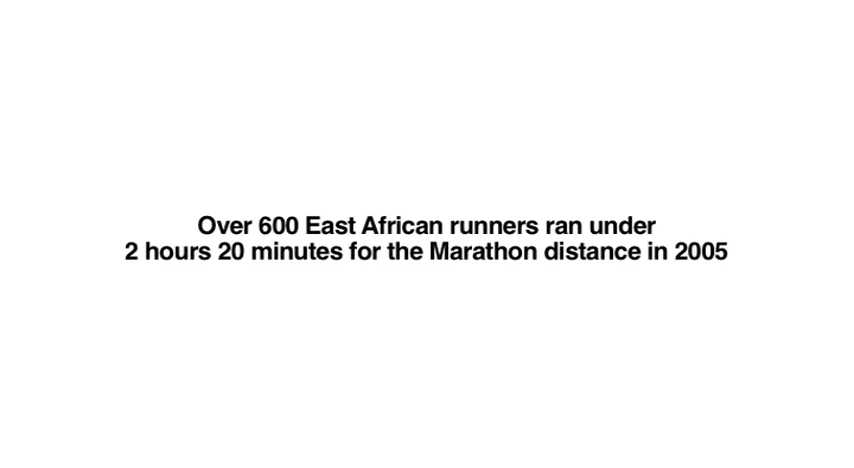 Over 600 East African runners ran under
2 hours 20 minutes for the Marathon distance in 2005